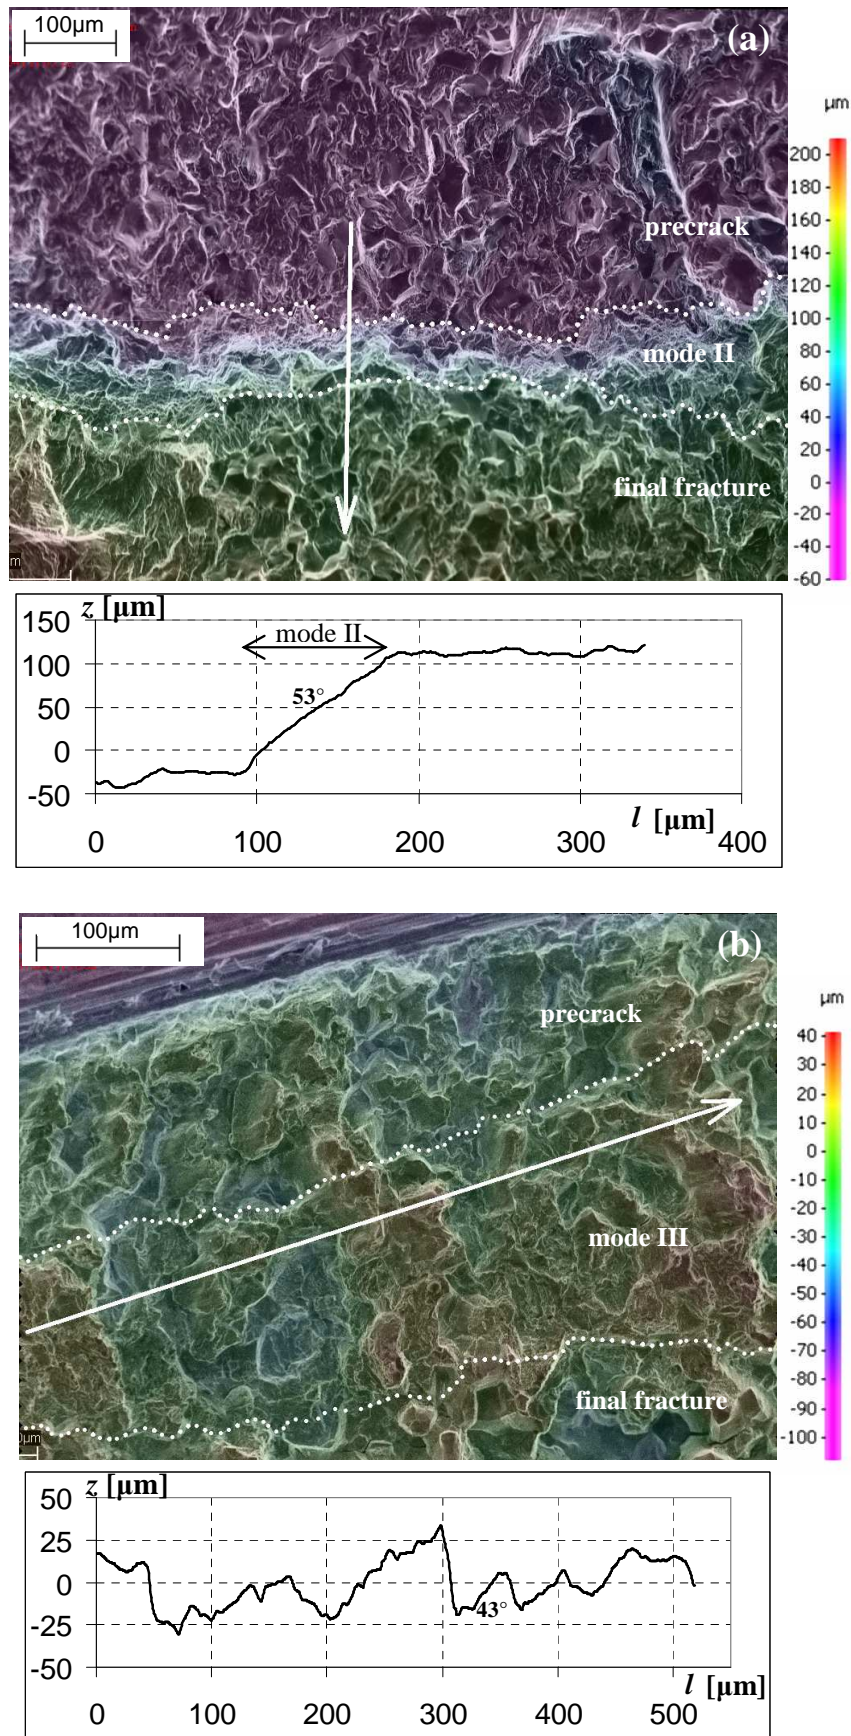 100µm
(a)
µm
200
180
160
140
120
100
80
60
40
20
0
-20
-40
-60
precrack
mode II
final fracture
m
z [µm]
150
100
50
0
-50
mode II
53°
l [µm]
0 100 200 300 400
100µm
(b)
µm
40
30
20
10
0
-10
-20
-30
-40
-50
-60
-70
-80
-90
-100
precrack
mode III
final fracture
µm
z [µm]
50
25
0
-25
-50
43°
l [µm]
0 100 200 300 400 500